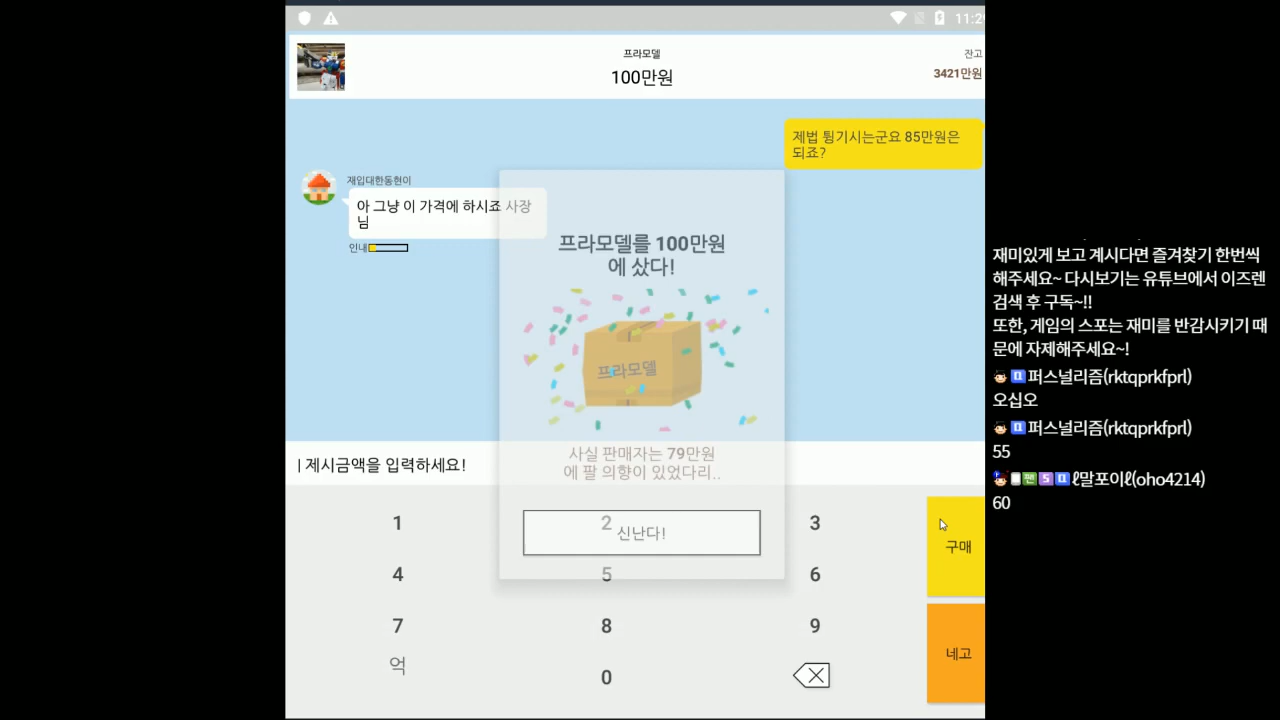 11:2
프라모델
100만원
잔고
3421만원
제법 튕기시는군요 85만원은
되죠?
재입대한동현이
아 그냥 이 가격에 하시죠 사장
님
인내
프라모델를 100만원
에 샀다!
프라모델
사실 판매자는 79만원
에 팔 의향이 있었다리..
신난다!
제시금액을 입력하세요!
1
2
3
4
5
6
7
8
9
억
0
구매
네고
재미있게 보고 계시다면 즐겨찾기 한번씩
해주세요~ 다시보기는 유튜브에서 이즈렌
검색 후 구독~!!
또한, 게임의 스포는 재미를 반감시키기 때
문에 자제해주세요~!
퍼스널리즘(rktqprkfprl)
오십오
퍼스널리즘(rktqprkfprl)
55
팬 S ℓ말포이ℓ(oho4214)
60